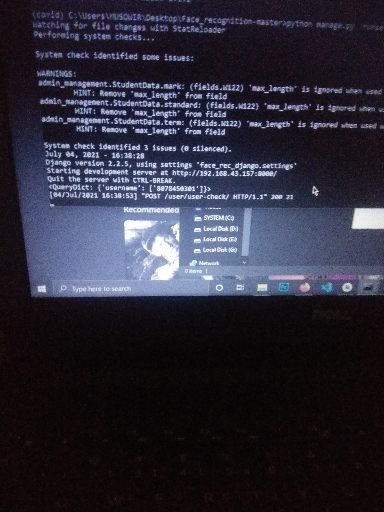 (covid) C:\Users\MUSQWIR\Desktop\Face_recognition-master>python manage.py
Watching for file changes with StatReloader
Performing system checks...
System check identified some issues:
WARNINGS:
admin_management.StudentData.mark: (fields.W122) 'max_length' is ignored when used
HINT: Remove 'max_length' from field
admin_management.StudentData.standard: (fields.W122) 'max_length' is ignored when
HINT: Remove 'max_length' from field
admin_management.StudentData.term: (fields.W122) 'max_length' is ignored when used
HINT: Remove 'max_length' from field
System check identified 3 issues (0 silenced).
July 04, 2021 - 16:38:28
Django version 2.2.5, using settings 'face_rec_django.settings'
Starting development server at http://192.168.43.157:8000/
Quit the server with CTRL-BREAK.
<QueryDict: {'username': ['0078450301']}>
[04/Jul/2021 16:38:53] "POST /user/user-check/ HTTP/1.1" 200 21
Recommended
SYSTEM (C:)
Local Disk (D:)
Local Disk (E:)
Local Disk (G:)
Network
0 items
Type here to search